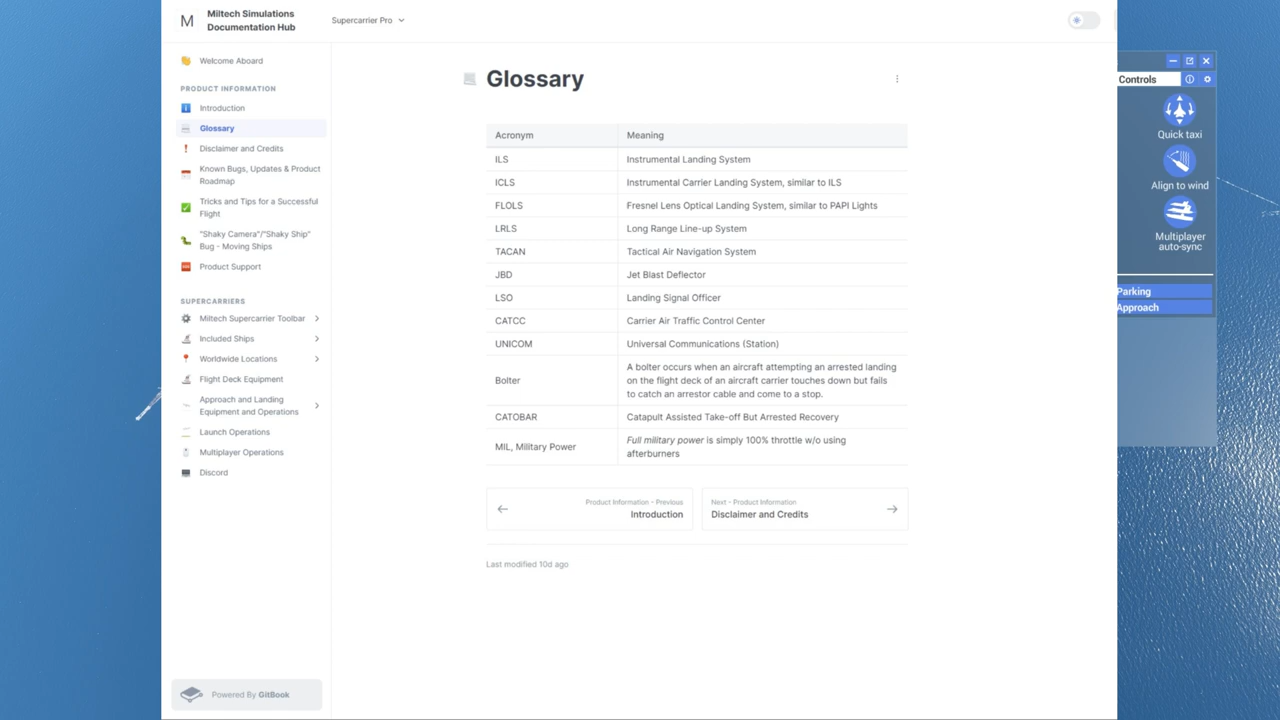 M
Miltech Simulations
Documentation Hub
Supercarrier Pro
Welcome Aboard
PRODUCT INFORMATION
Introduction
Glossary
Disclaimer and Credits
Known Bugs, Updates & Product
Roadmap
Tricks and Tips for a Successful
Flight
"Shaky Camera"/"Shaky Ship"
Bug - Moving Ships
Product Support
SUPERCARRIERS
Miltech Supercarrier Toolbar
Included Ships
Worldwide Locations
Flight Deck Equipment
Approach and Landing
Equipment and Operations
Launch Operations
Multiplayer Operations
Discord
Powered By GitBook
Glossary
Acronym Meaning
ILS Instrumental Landing System
ICLS Instrumental Carrier Landing System, similar to ILS
FLOLS Fresnel Lens Optical Landing System, similar to PAPI Lights
LRLS Long Range Line-up System
TACAN Tactical Air Navigation System
JBD Jet Blast Deflector
LSO Landing Signal Officer
CATCC Carrier Air Traffic Control Center
UNICOM Universal Communications (Station)
Bolter A bolter occurs when an aircraft attempting an arrested landing
on the flight deck of an aircraft carrier touches down but fails
to catch an arrestor cable and come to a stop.
CATOBAR Catapult Assisted Take-off But Arrested Recovery
MIL, Military Power Full military power is simply 100% throttle w/o using
afterburners
Product Information - Previous
Introduction
Next - Product Information
Disclaimer and Credits
Last modified 10d ago
Controls
Quick taxi
Align to wind
Multiplayer
auto-sync
Parking
Approach